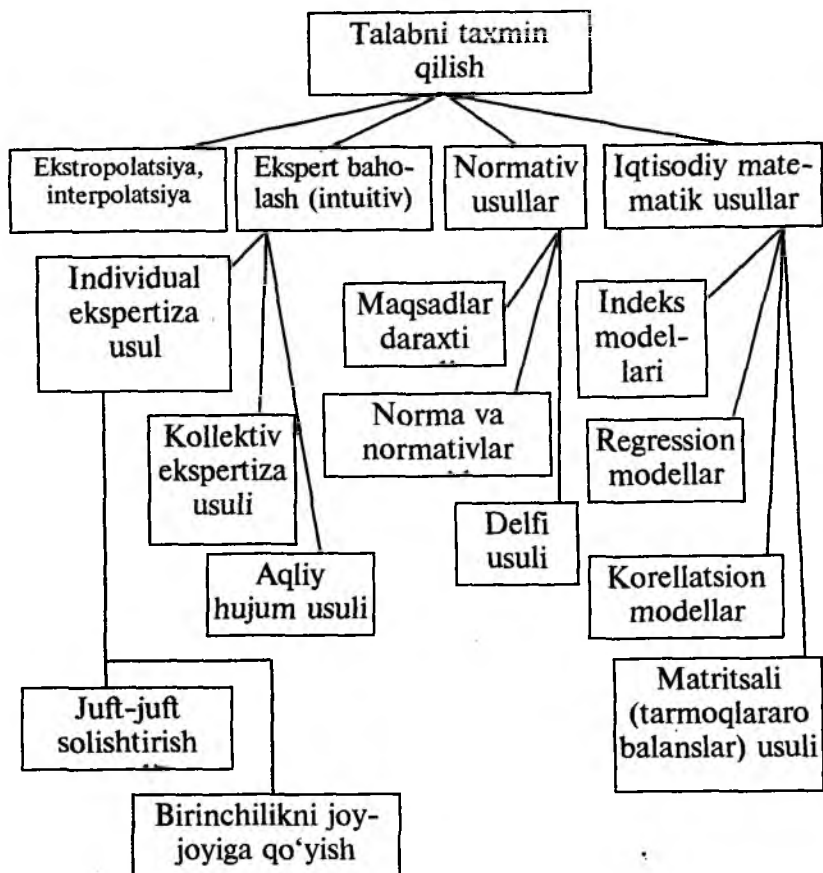 Talabni taxmin
qilish
Ekstropolatsiya,
interpolatsiya
Ekspert baho-
lash (intuitiv)
Normativ
usullar
Iqtisodiy mate-
matik usullar
Individual
ekspertiza
usul
Kollektiv
ekspertiza
usuli
Aqliy
hujum usuli
Juft-juft
solishtirish
Birinchilikni joy-
joyiga qo‘yish
Maqsadlar
daraxti
Norma va
normativlar
Delfi
usuli
Indeks
model-
lari
Regression
modellar
Korellatsion
modellar
Matritsali
(tarmoqlararo
balanslar) usuli